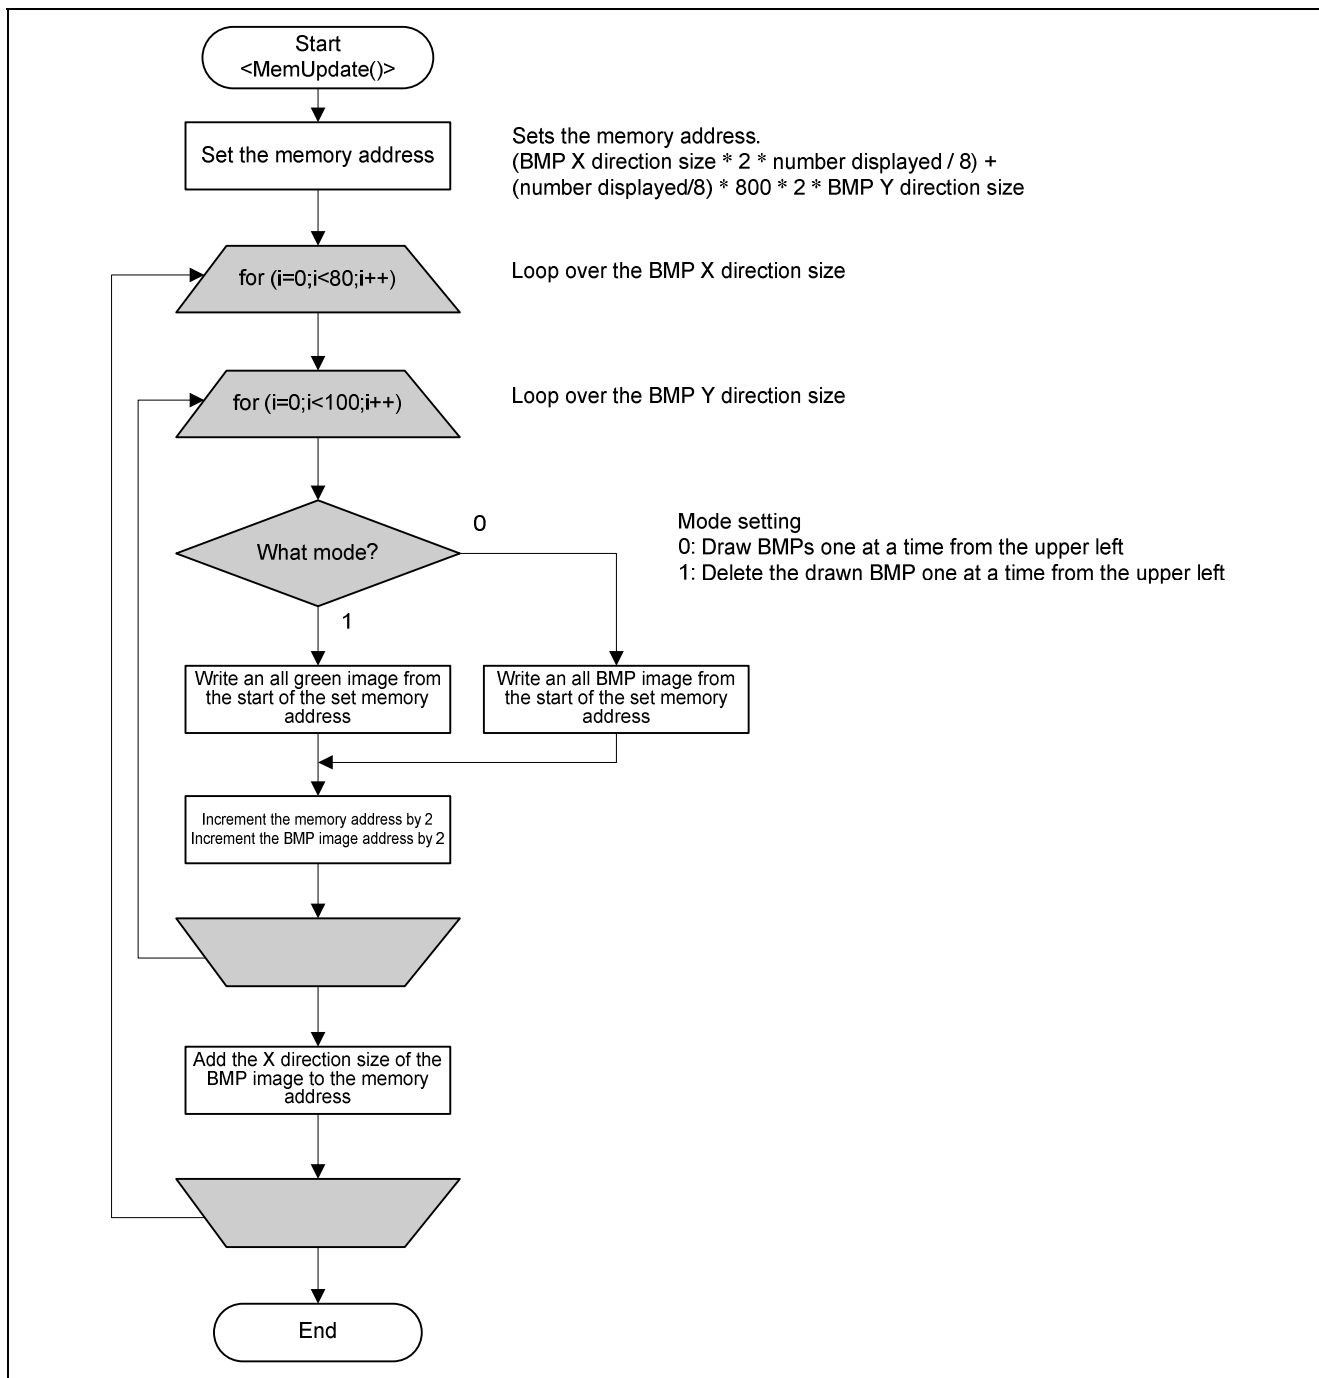 Start
<MemUpdate()>
Set the memory address
Sets the memory address.
(BMP X direction size * 2 * number displayed / 8) +
(number displayed/8) * 800 * 2 * BMP Y direction size
for (i=0;i<80;i++)
Loop over the BMP X direction size
for (i=0;i<100;i++)
Loop over the BMP Y direction size
What mode?
0
1
Mode setting
0: Draw BMPs one at a time from the upper left
1: Delete the drawn BMP one at a time from the upper left
Write an all green image from
the start of the set memory
address
Write an all BMP image from
the start of the set memory
address
Increment the memory address by 2
Increment the BMP image address by 2
Add the X direction size of the
BMP image to the memory
address
End